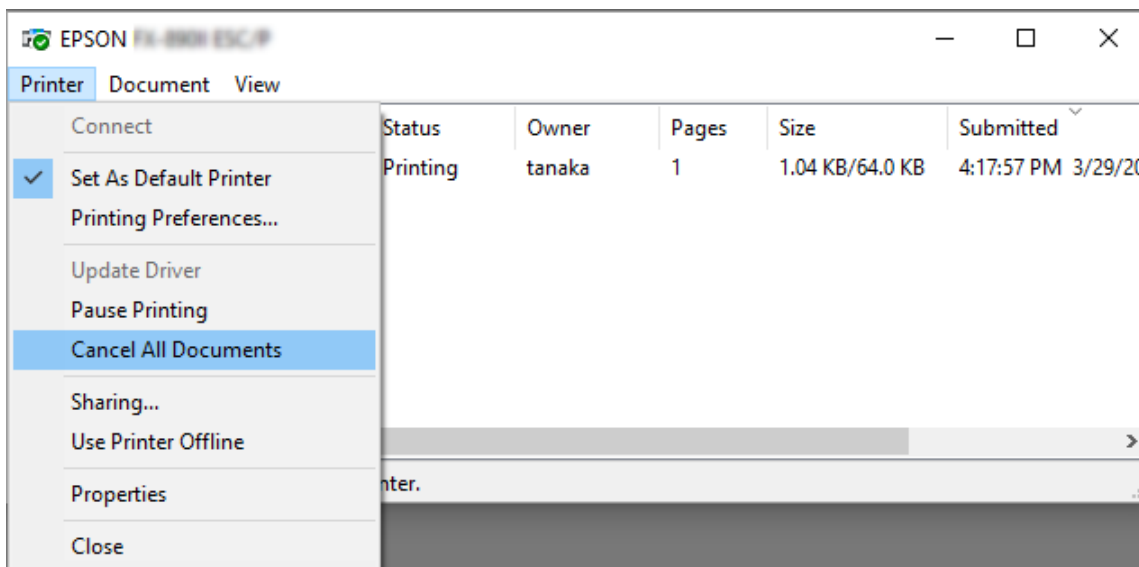 EPSON
Printer Document View
Connect
Status Owner Pages Size Submitted
Set As Default Printer
Printing tanaka 1 1.04 KB/64.0 KB 4:17:57 PM 3/29/20
Printing Preferences...
Update Driver
Pause Printing
Cancel All Documents
Sharing...
Use Printer Offline
Properties
nter.
Close